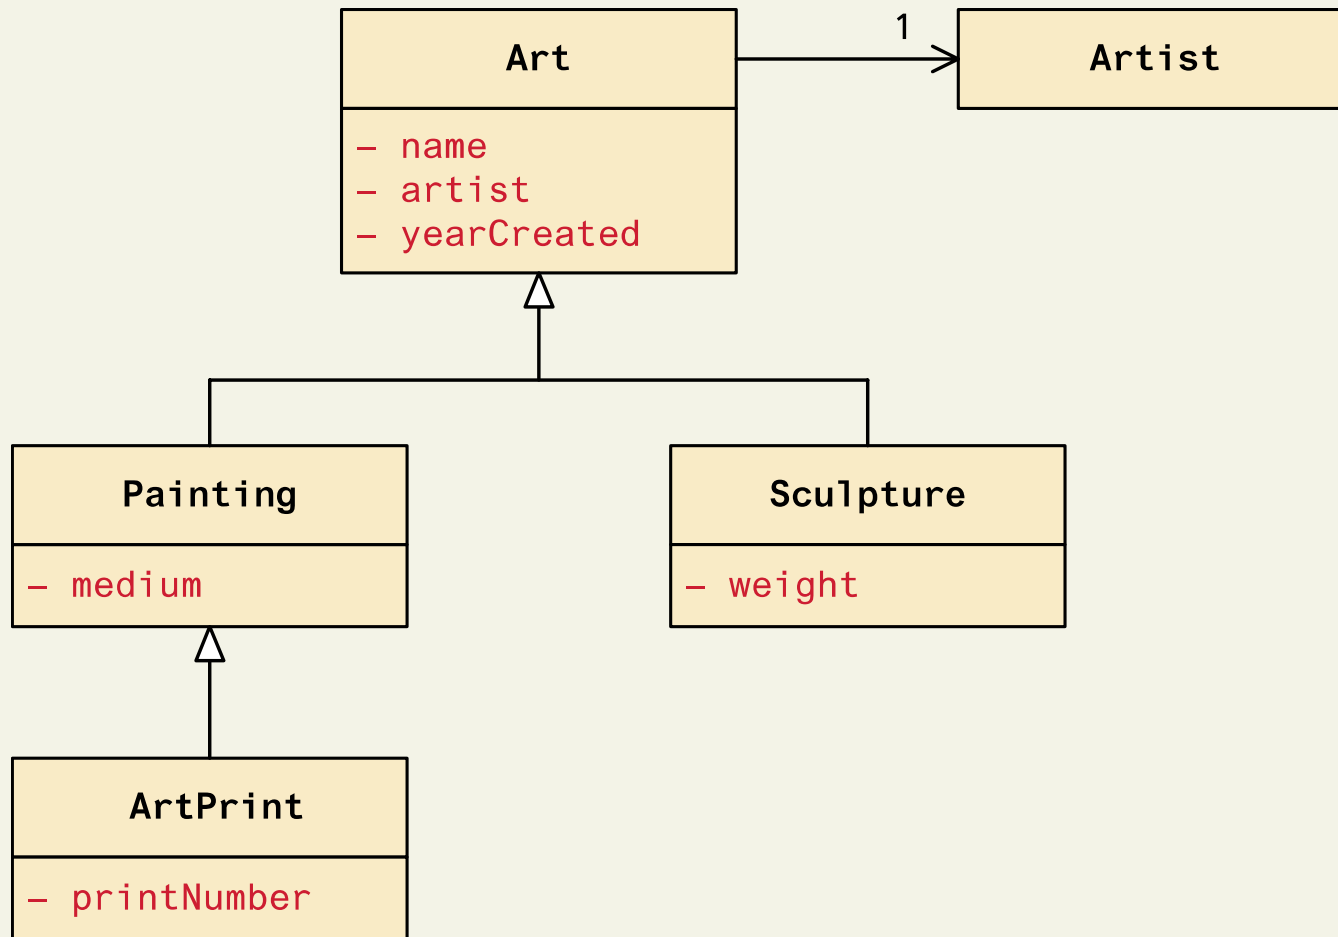 Art
1
Artist
– name
– artist
– yearCreated
Painting
– medium
Sculpture
– weight
ArtPrint
– printNumber